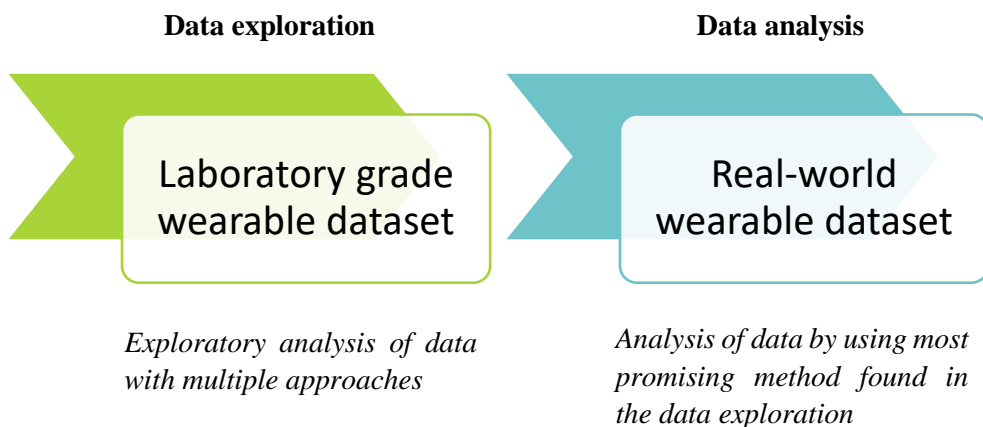 Data exploration
Laboratory grade
wearable dataset
Exploratory analysis of data
with multiple approaches
Data analysis
Real-world
wearable dataset
Analysis of data by using most
promising method found in
the data exploration